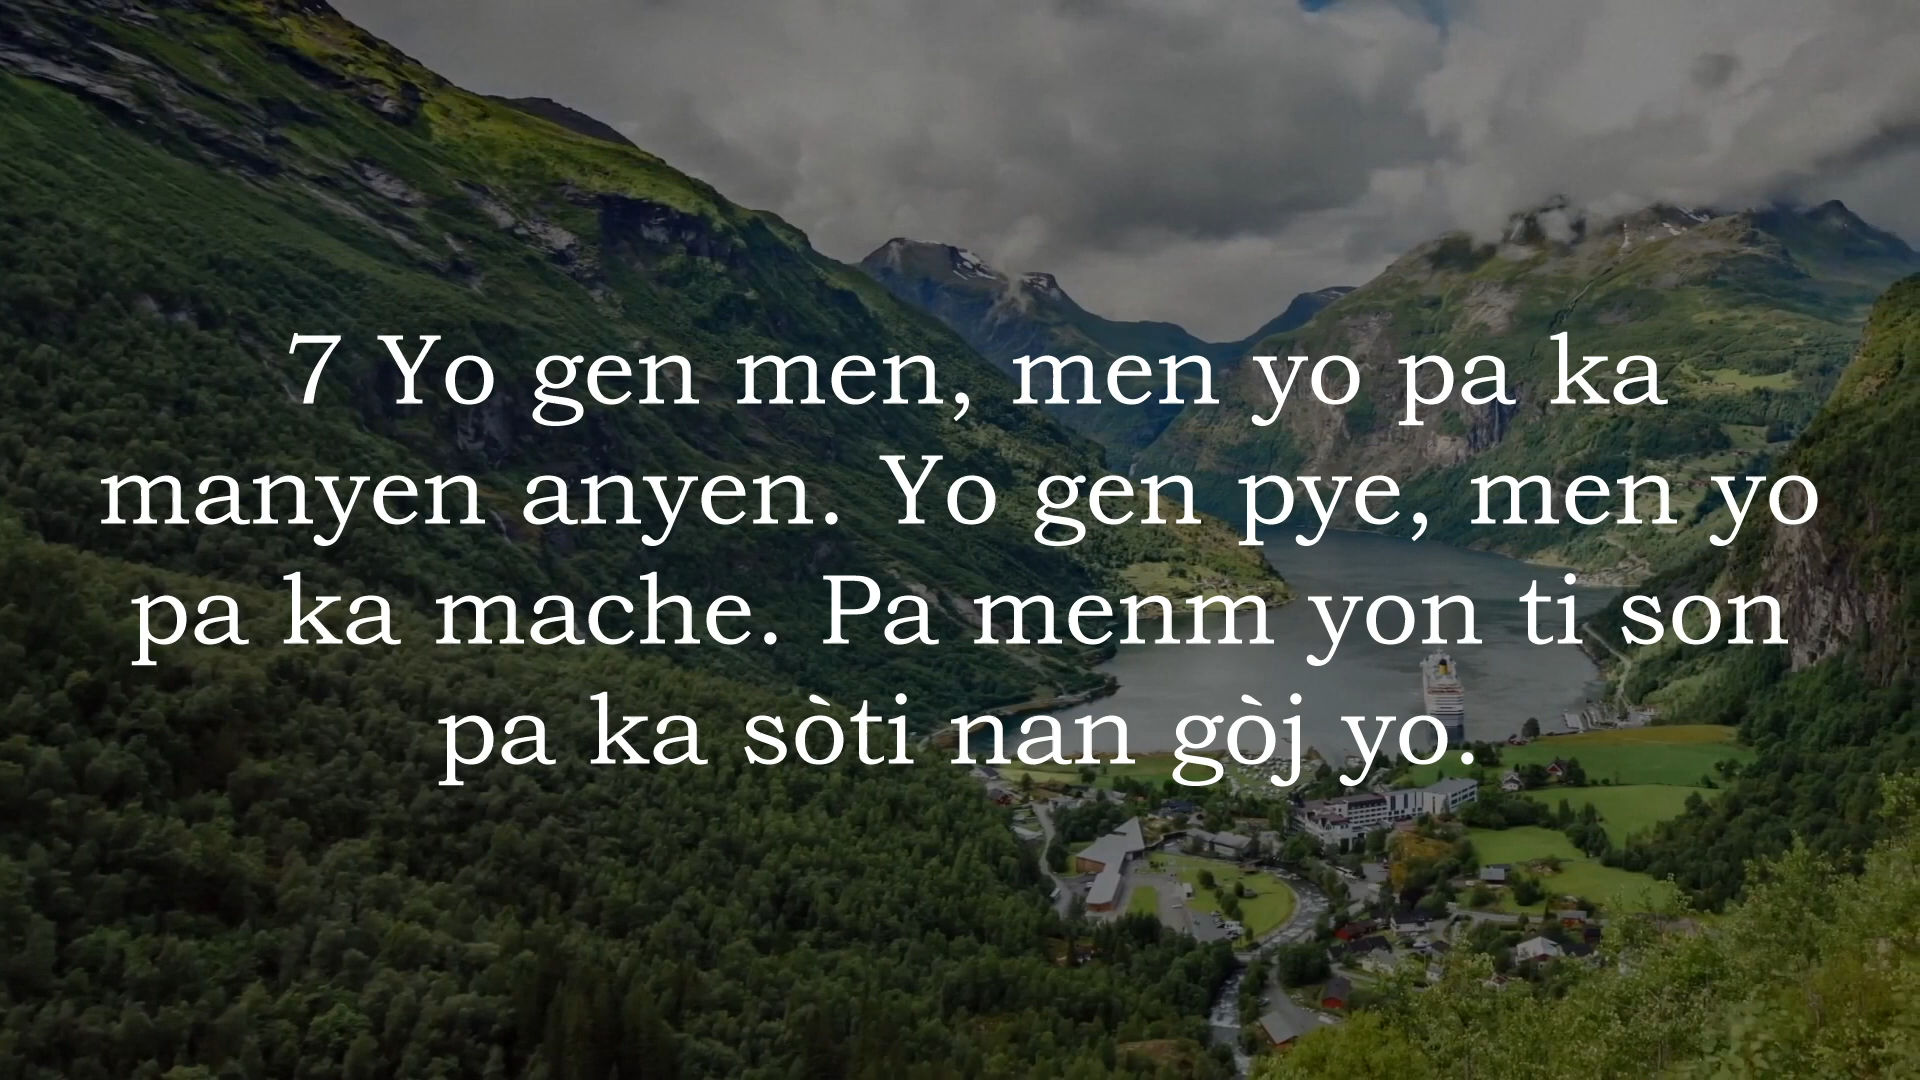 7 Yo gen men, men yo pa ka
manyen anyen. Yo gen pye, men yo
pa ka mache. Pa menm yon ti son
pa ka sòti nan gòj yo.